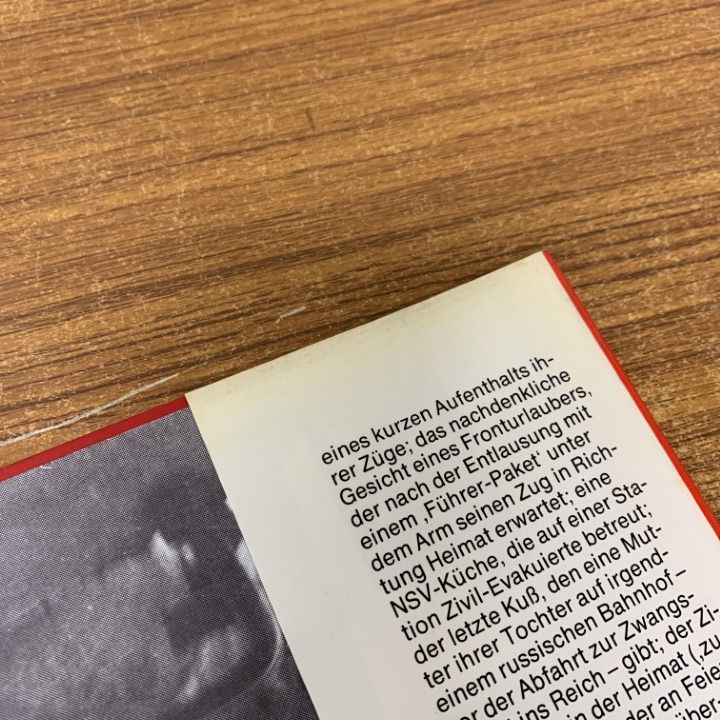 eines kurzen Aufenthalts ih-
rer Züge; das nachdenkliche
Gesicht eines Fronturlaubers,
der nach der Entlausung mit
einem ‚Führer-Paket‘ unter
dem Arm seinen Zug in Rich-
tung Heimat erwartet; eine
NSV-Küche, die auf einer Sta-
tion Zivil-Evakuierte betreut;
der letzte Kuß, den eine Mut-
ter ihrer Tochter auf irgend-
einem russischen Bahnhof –
der Abfahrt zur Zwangs-
ins Reich – gibt; der Zi-
in der Heimat (‚zu
an Feie